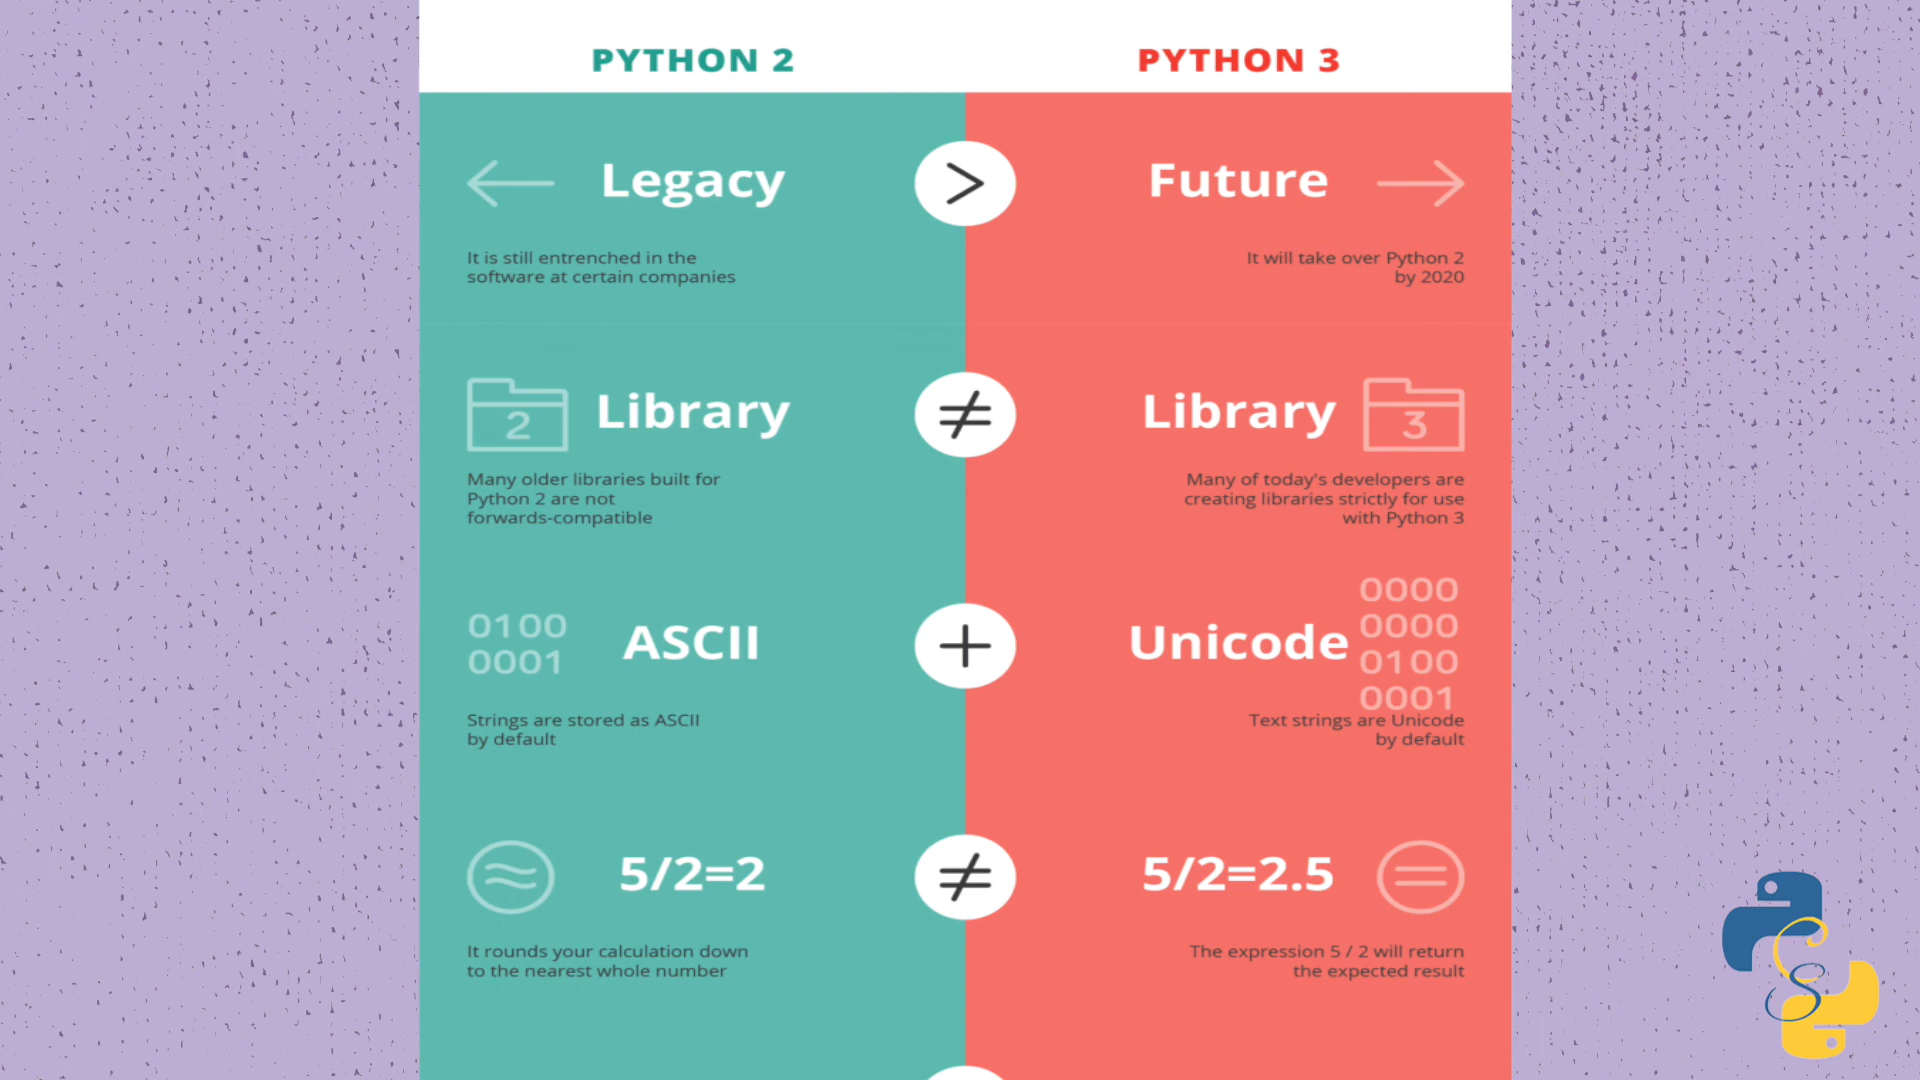 PYTHON 2
PYTHON 3
Legacy
>
Future
It is still entrenched in the
software at certain companies
It will take over Python 2
by 2020
2
Library
≠
Library
3
Many older libraries built for
Python 2 are not
forwards-compatible
Many of today's developers are
creating libraries strictly for use
with Python 3
0100
0001
ASCII
+
Unicode
0000
0000
0100
0001
Strings are stored as ASCII
by default
Text strings are Unicode
by default
≈
5/2=2
≠
5/2=2.5
=
It rounds your calculation down
to the nearest whole number
The expression 5 / 2 will return
the expected result